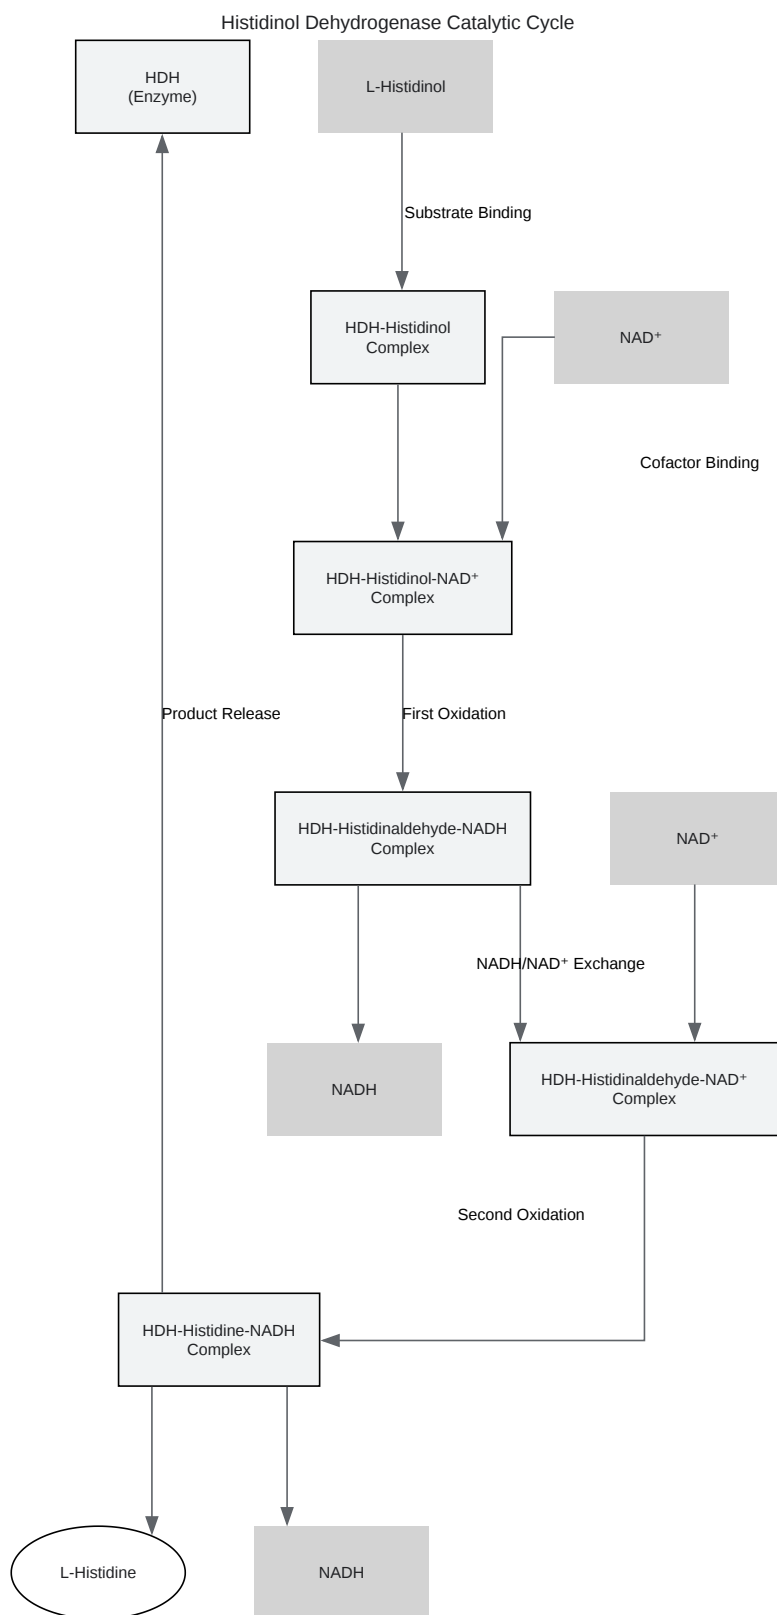 Histidinol Dehydrogenase Catalytic Cycle
HDH
(Enzyme)
L-Histidinol
Substrate Binding
HDH-Histidinol
Complex
NAD⁺
Cofactor Binding
HDH-Histidinol-NAD⁺
Complex
Product Release
First Oxidation
HDH-Histidinaldehyde-NADH
Complex
NAD⁺
NADH/NAD⁺ Exchange
NADH
HDH-Histidinaldehyde-NAD⁺
Complex
Second Oxidation
HDH-Histidine-NADH
Complex
L-Histidine
NADH